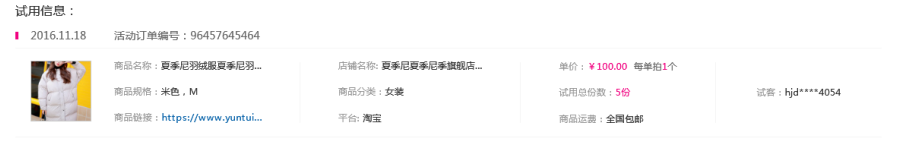 试用信息：
2016.11.18 活动订单编号：96457645464
商品名称：夏季尼羽绒服夏季尼羽... 店铺名称: 夏季尼夏季尼季旗舰店... 单价：￥100.00 每单拍1个
商品规格：米色，M 商品分类：女装 试用总份数：5份 试客：hjd****4054
商品链接：https://www.yuntui... 平台: 淘宝 商品运费：全国包邮